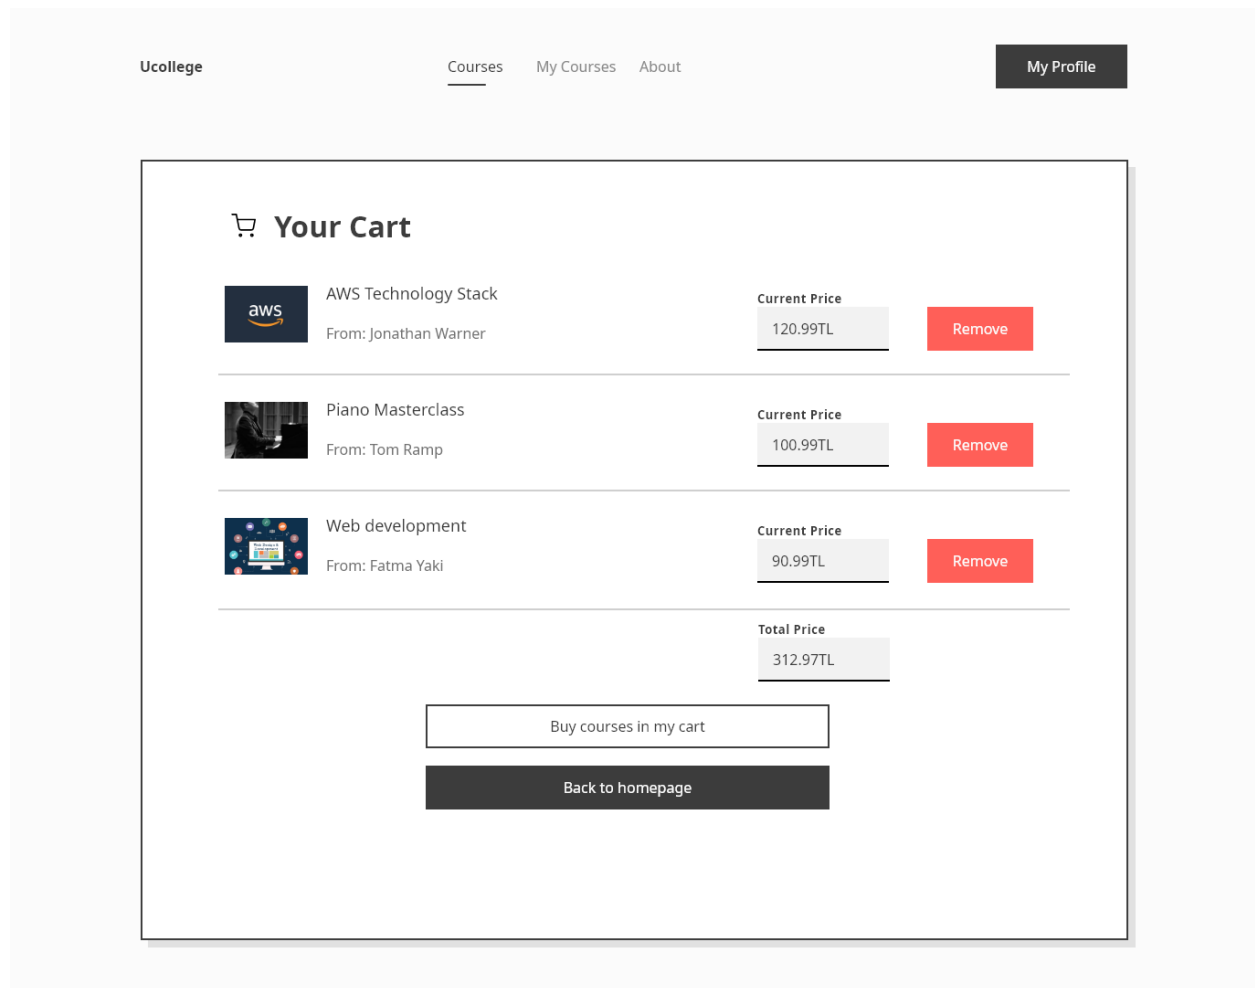 Ucollege
Courses My Courses About
My Profile
Your Cart
aws
AWS Technology Stack
From: Jonathan Warner
Current Price
120.99TL
Remove
Piano Masterclass
From: Tom Ramp
Current Price
100.99TL
Remove
Web development
From: Fatma Yaki
Current Price
90.99TL
Remove
Total Price
312.97TL
Buy courses in my cart
Back to homepage